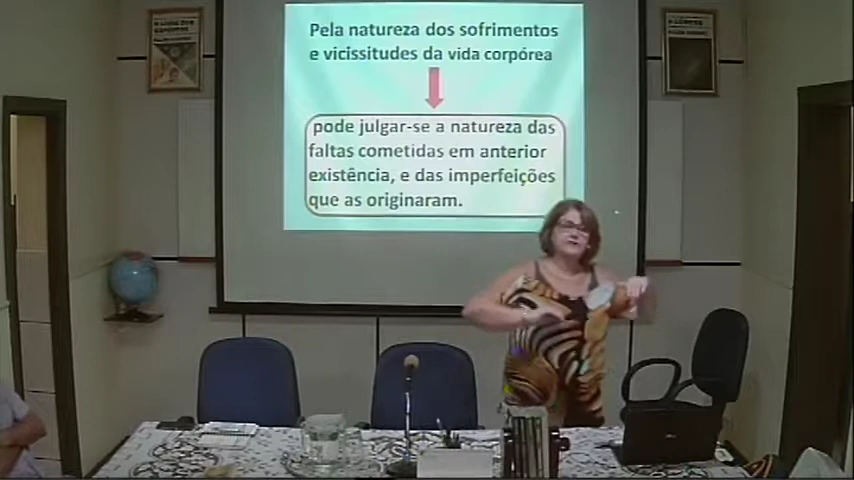 Pela natureza dos sofrimentos
e vicissitudes da vida corpórea
pode julgar-se a natureza das
faltas cometidas em anterior
existência, e das imperfeições
que as originaram.